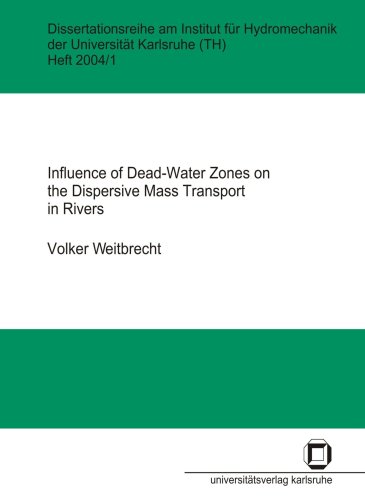 Dissertationsreihe am Institut für Hydromechanik
der Universität Karlsruhe (TH)
Heft 2004/1
Influence of Dead-Water Zones on
the Dispersive Mass Transport
in Rivers
Volker Weitbrecht
universitätsverlag karlsruhe